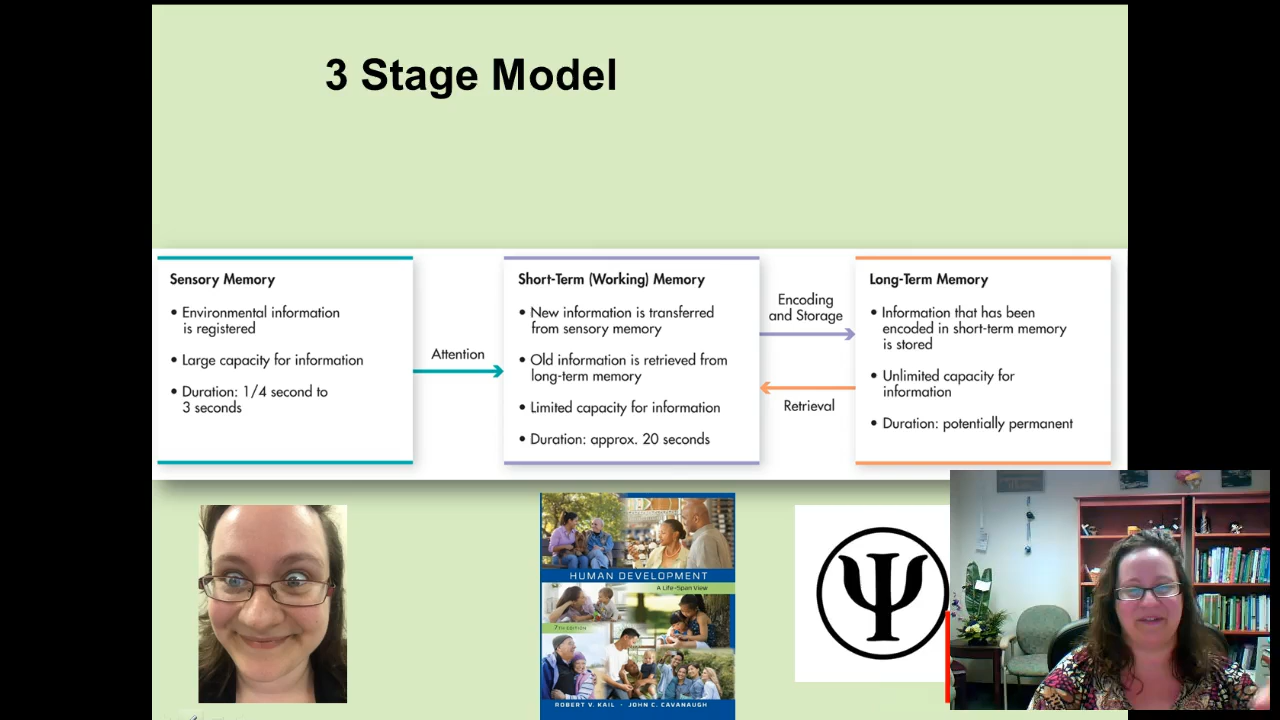 3 Stage Model
Sensory Memory
• Environmental information
is registered
• Large capacity for information
• Duration: 1/4 second to
3 seconds
Attention
Short-Term (Working) Memory
• New information is transferred
from sensory memory
• Old information is retrieved from
long-term memory
• Limited capacity for information
• Duration: approx. 20 seconds
Encoding
and Storage
Retrieval
Long-Term Memory
• Information that has been
encoded in short-term memory
is stored
• Unlimited capacity for
information
• Duration: potentially permanent
HUMAN DEVELOPMENT
A Life-Span View
7TH EDITION
ROBERT V. KAIL · JOHN C. CAVANAUGH
Ψ